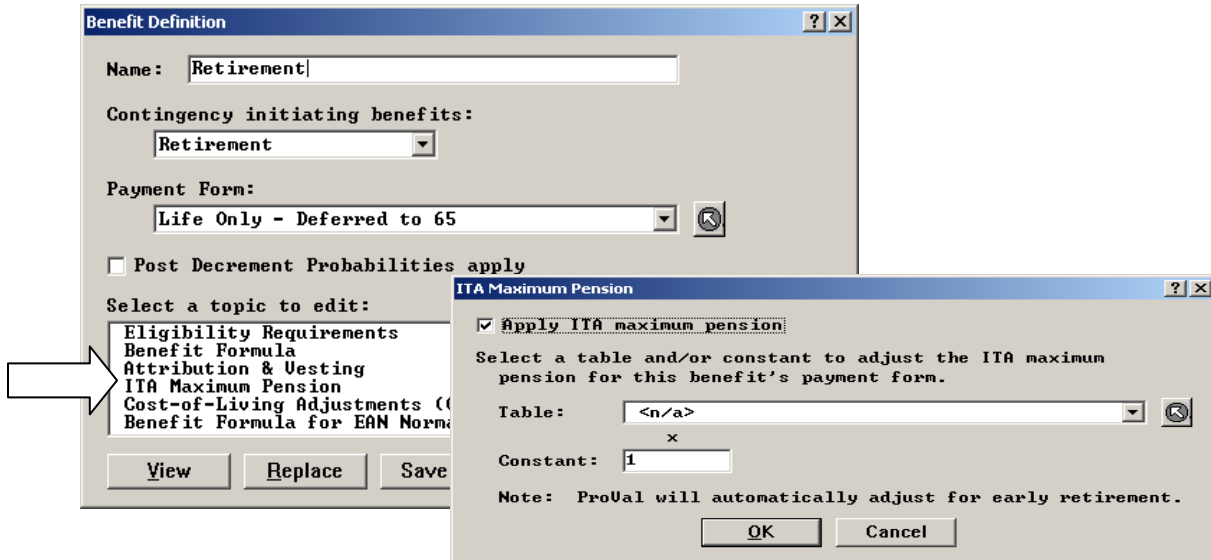 Benefit Definition
Name: Retirement
Contingency initiating benefits:
Retirement
Payment Form:
Life Only - Deferred to 65
Post Decrement Probabilities apply
Select a topic to edit:
Eligibility Requirements
Benefit Formula
Attribution & Vesting
ITA Maximum Pension
Cost-of-Living Adjustments (
Benefit Formula for EAN
View Replace Save
ITA Maximum Pension
Apply ITA maximum pension
Select a table and/or constant to adjust the ITA maximum
pension for this benefit's payment form.
Table: <n/a>
x
Constant: 1
Note: ProVal will automatically adjust for early retirement.
OK Cancel